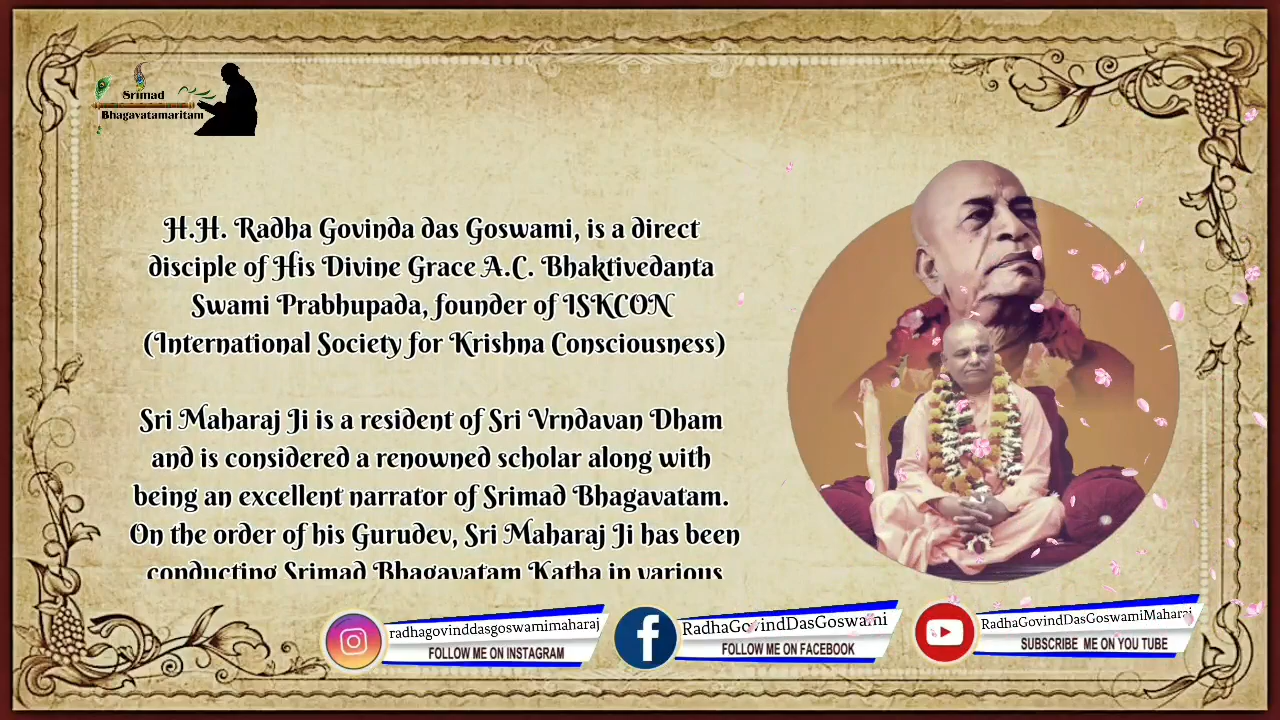 Srimad
Bhagavatamaritam
H.H. Radha Govinda das Goswami, is a direct
disciple of His Divine Grace A.C. Bhaktivedanta
Swami Prabhupada, founder of ISKCON
(International Society for Krishna Consciousness)
Sri Maharaj Ji is a resident of Sri Vrndavan Dham
and is considered a renowned scholar along with
being an excellent narrator of Srimad Bhagavatam.
On the order of his Gurudev, Sri Maharaj Ji has been
conducting Srimad Bhagavatam Katha in various
radhagovinddasgoswamimaharaj
FOLLOW ME ON INSTAGRAM
RadhaGovindDasGoswami
FOLLOW ME ON FACEBOOK
RadhaGovindDasGoswamiMaharaj
SUBSCRIBE ME ON YOU TUBE